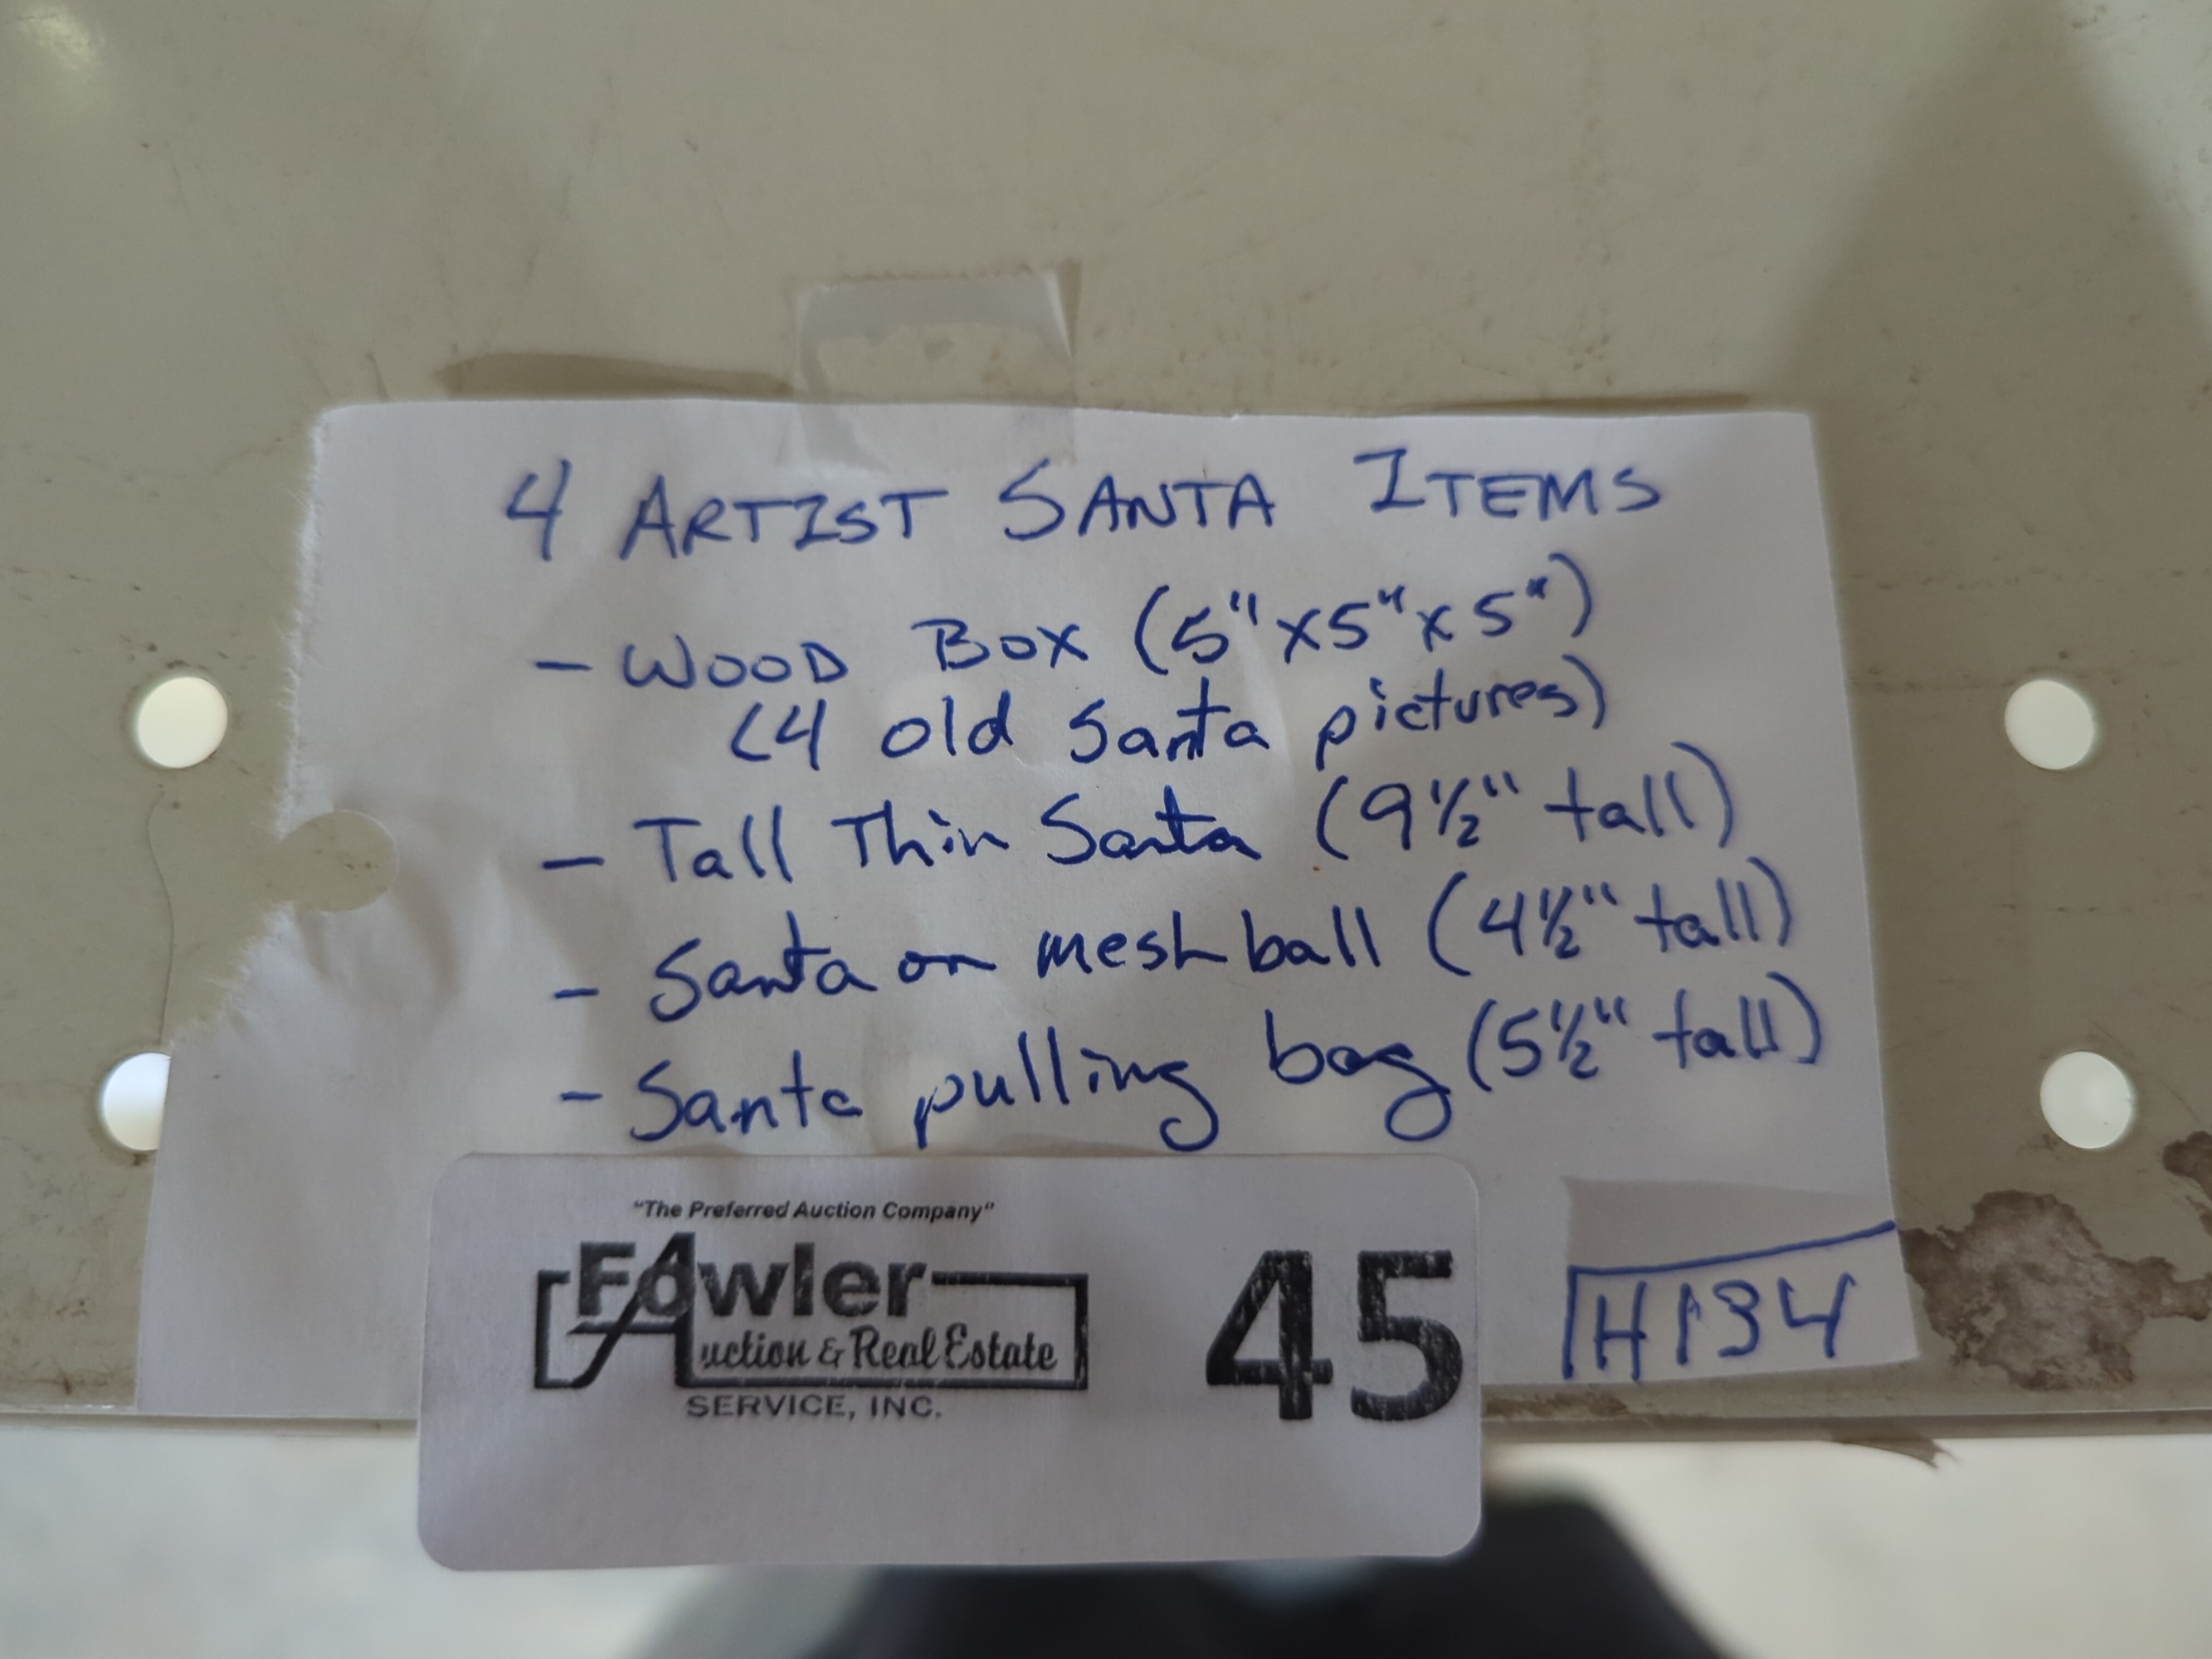 4 ARTIST SANTA ITEMS
- WOOD BOX (5"x5"x5")
(4 old Santa pictures)
- Tall Thin Santa (9½" tall)
- Santa on mesh ball (4½" tall)
- Santa pulling bag (5½" tall)
"The Preferred Auction Company"
Fowler
Auction & Real Estate
SERVICE, INC.
45
H134